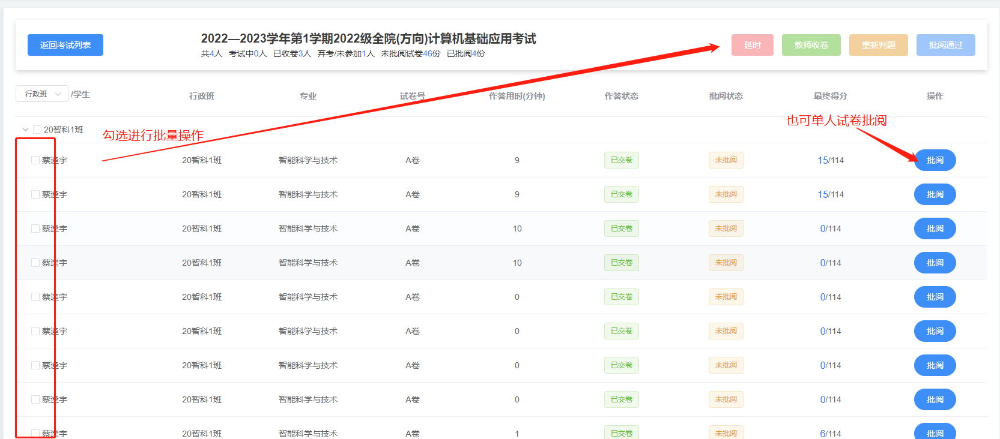 返回考试列表
2022—2023学年第1学期2022级全院(方向)计算机基础应用考试
共4人 考试中0人 已收卷3人 弃考/未参加1人 未批阅试卷46份 已批阅4份
延时 教师收卷 重新判题 批阅通过
行政班 /学生 行政班 专业 试卷号 作答用时(分钟) 作答状态 批阅状态 最终得分 操作
也可单人试卷批阅
20智科1班
勾选进行批量操作
蔡逢宇 20智科1班 智能科学与技术 A卷 9 已交卷 未批阅 15/114 批阅
蔡逢宇 20智科1班 智能科学与技术 A卷 9 已交卷 未批阅 15/114 批阅
蔡逢宇 20智科1班 智能科学与技术 A卷 10 已交卷 未批阅 0/114 批阅
蔡逢宇 20智科1班 智能科学与技术 A卷 10 已交卷 未批阅 0/114 批阅
蔡逢宇 20智科1班 智能科学与技术 A卷 0 已交卷 未批阅 0/114 批阅
蔡逢宇 20智科1班 智能科学与技术 A卷 0 已交卷 未批阅 0/114 批阅
蔡逢宇 20智科1班 智能科学与技术 A卷 0 已交卷 未批阅 0/114 批阅
蔡逢宇 20智科1班 智能科学与技术 A卷 0 已交卷 未批阅 0/114 批阅
蔡逢宇 20智科1班 智能科学与技术 A卷 1 已交卷 未批阅 6/114 批阅